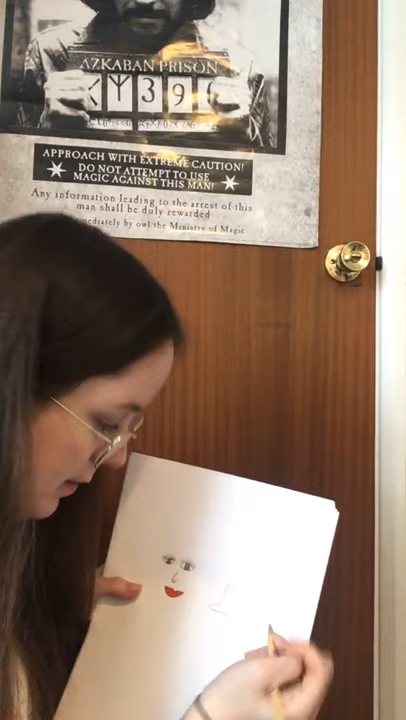 AZKABAN PRISON
390
APPROACH WITH EXTREME CAUTION!
DO NOT ATTEMPT TO USE
MAGIC AGAINST THIS MAN!
Any information leading to the arrest of this
man shall be duly rewarded
by owl the Ministry of Magic